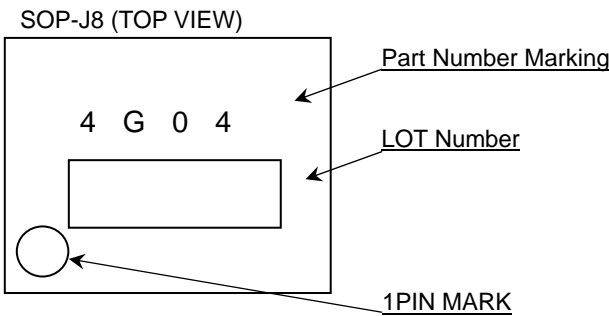 SOP-J8 (TOP VIEW)
Part Number Marking
4 G 0 4
LOT Number
1PIN MARK